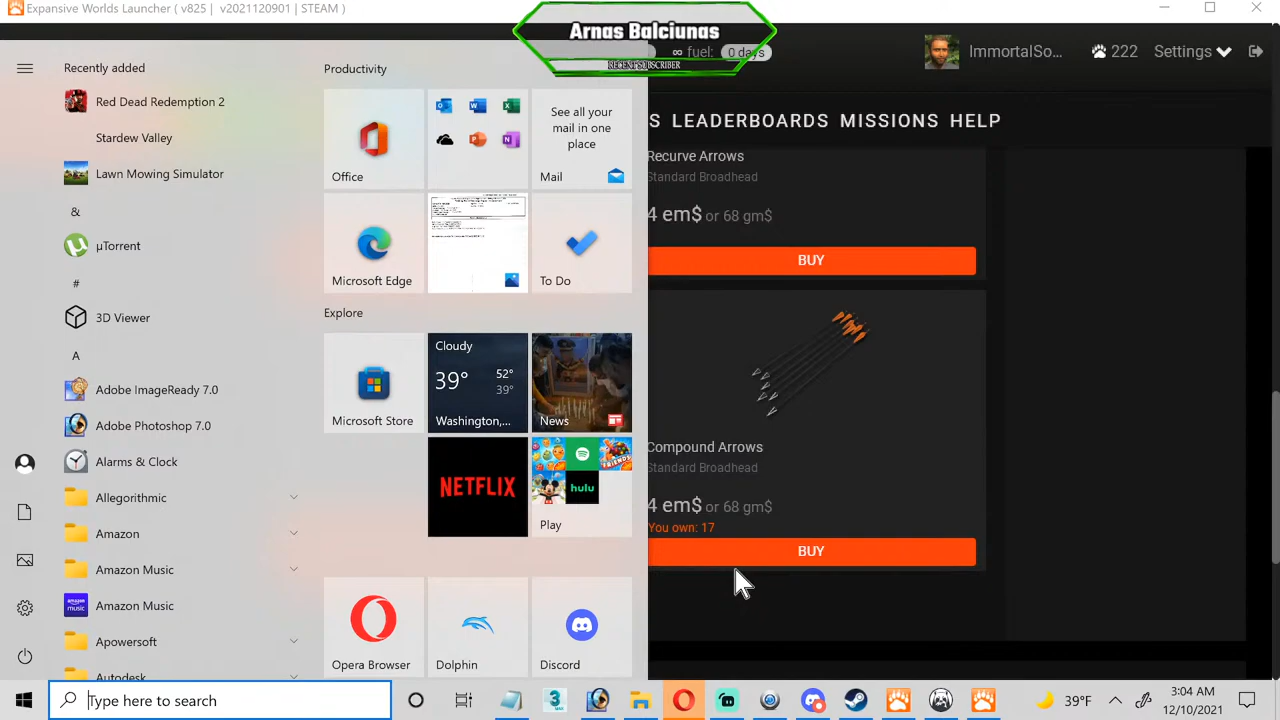 Expansive Worlds Launcher ( v825 | v2021120901 | STEAM )
Arnas Balciunas
RECENT SUBSCRIBER
∞ fuel: 0 days
ImmortalSo...
222
Settings
S LEADERBOARDS MISSIONS HELP
Recently added
Red Dead Redemption 2
Stardew Valley
Lawn Mowing Simulator
&
µTorrent
#
3D Viewer
A
Adobe ImageReady 7.0
Adobe Photoshop 7.0
Alarms & Clock
Allegorithmic
Amazon
Amazon Music
Amazon Music
Apowersoft
Autodesk
Productivity
Office
See all your
mail in one
place
Mail
Microsoft Edge
To Do
Explore
Microsoft Store
Cloudy
39° 52°
39°
Washington,...
News
NETFLIX
hulu
Play
Opera Browser
Dolphin
Discord
Recurve Arrows
Standard Broadhead
4 em$ or 68 gm$
BUY
Compound Arrows
Standard Broadhead
4 em$ or 68 gm$
You own: 17
BUY
Type here to search
39°F
3:04 AM
12/10/2021